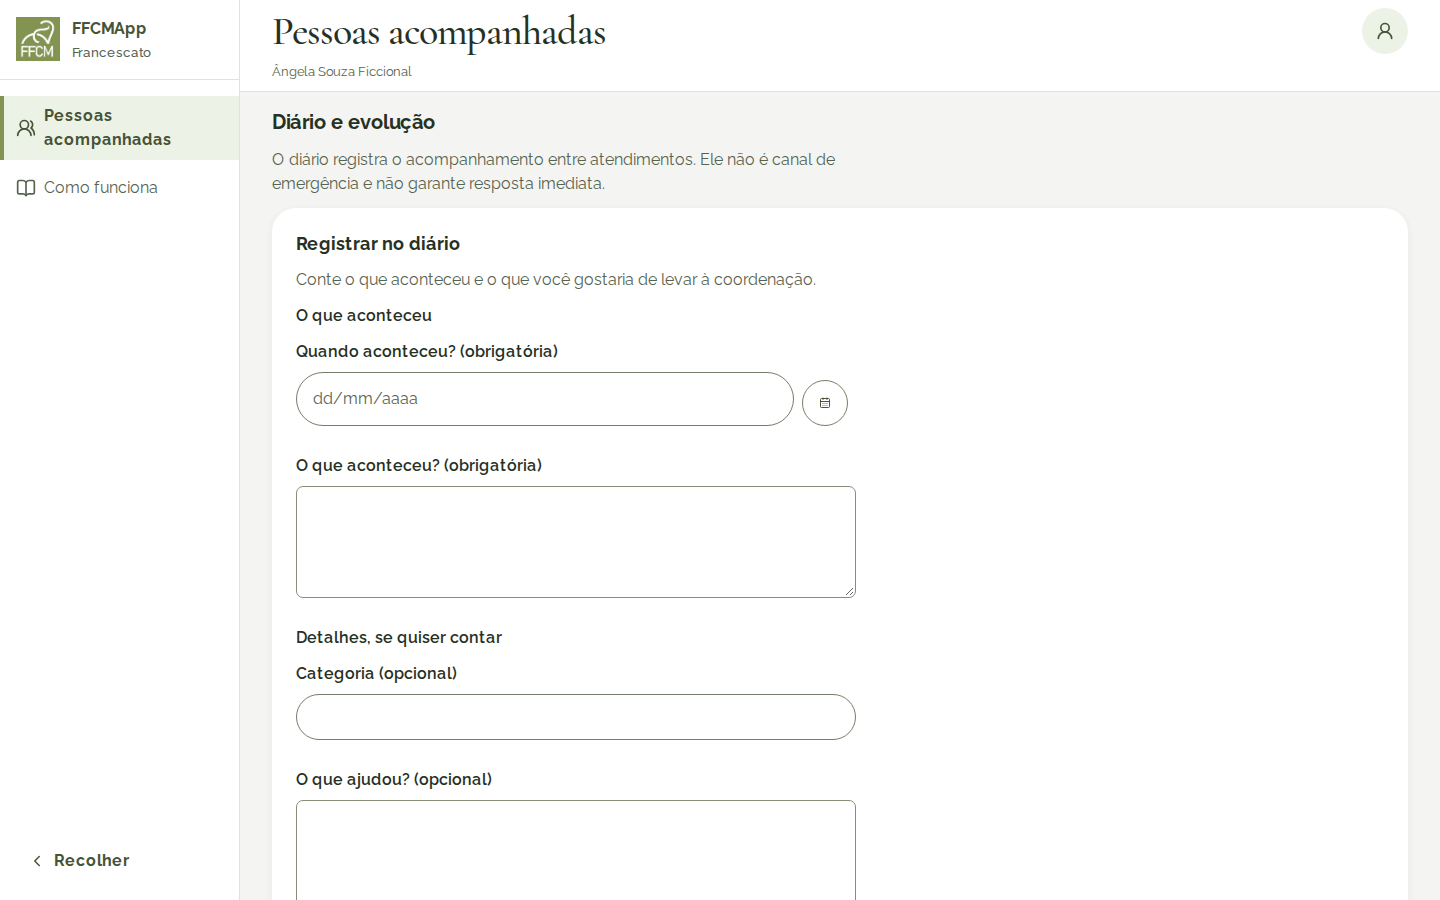 FFCM
FFCMApp
Francescato
Pessoas
acompanhadas
Como funciona
Recolher
Pessoas acompanhadas
Ângela Souza Ficcional
Diário e evolução
O diário registra o acompanhamento entre atendimentos. Ele não é canal de
emergência e não garante resposta imediata.
Registrar no diário
Conte o que aconteceu e o que você gostaria de levar à coordenação.
O que aconteceu
Quando aconteceu? (obrigatória)
dd/mm/aaaa
O que aconteceu? (obrigatória)
Detalhes, se quiser contar
Categoria (opcional)
O que ajudou? (opcional)